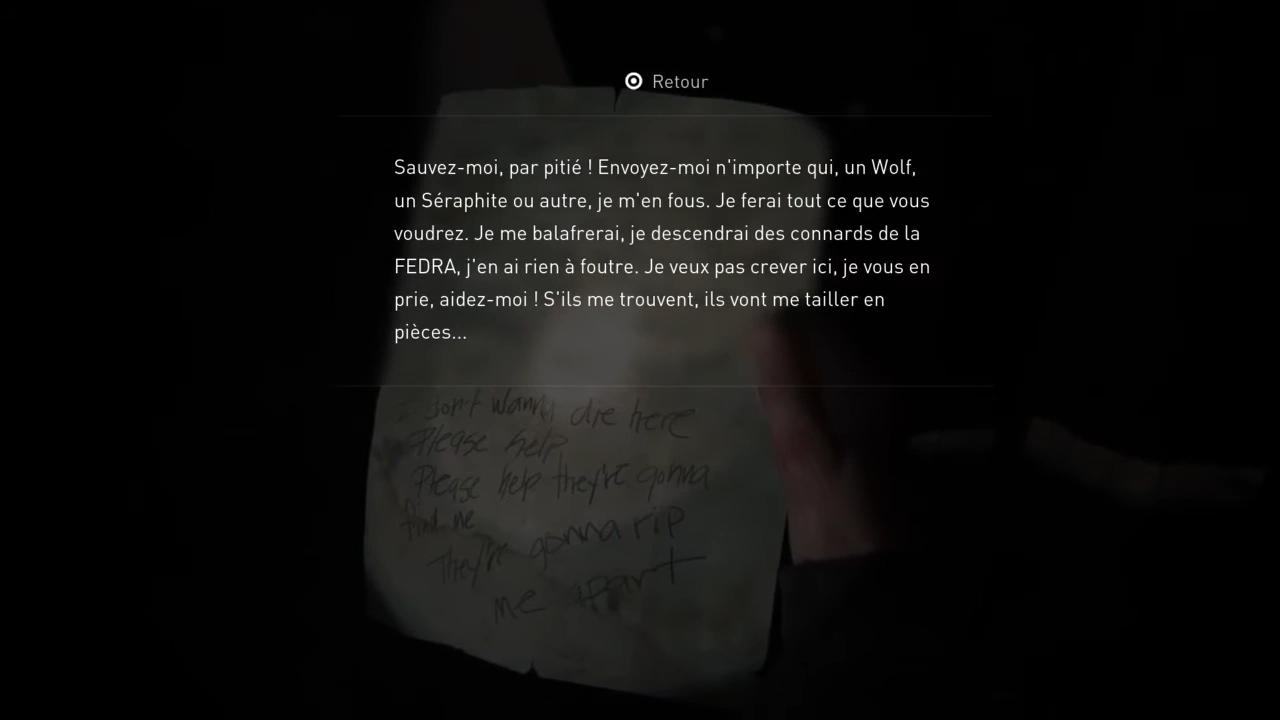 Retour
Sauvez-moi, par pitié ! Envoyez-moi n'importe qui, un Wolf,
un Séraphite ou autre, je m'en fous. Je ferai tout ce que vous
voudrez. Je me balafrerai, je descendrai des connards de la
FEDRA, j'en ai rien à foutre. Je veux pas crever ici, je vous en
prie, aidez-moi ! S'ils me trouvent, ils vont me tailler en
pièces...
I don't wanna die here
Please help
Please help they're gonna
find me
They're gonna rip
me apart